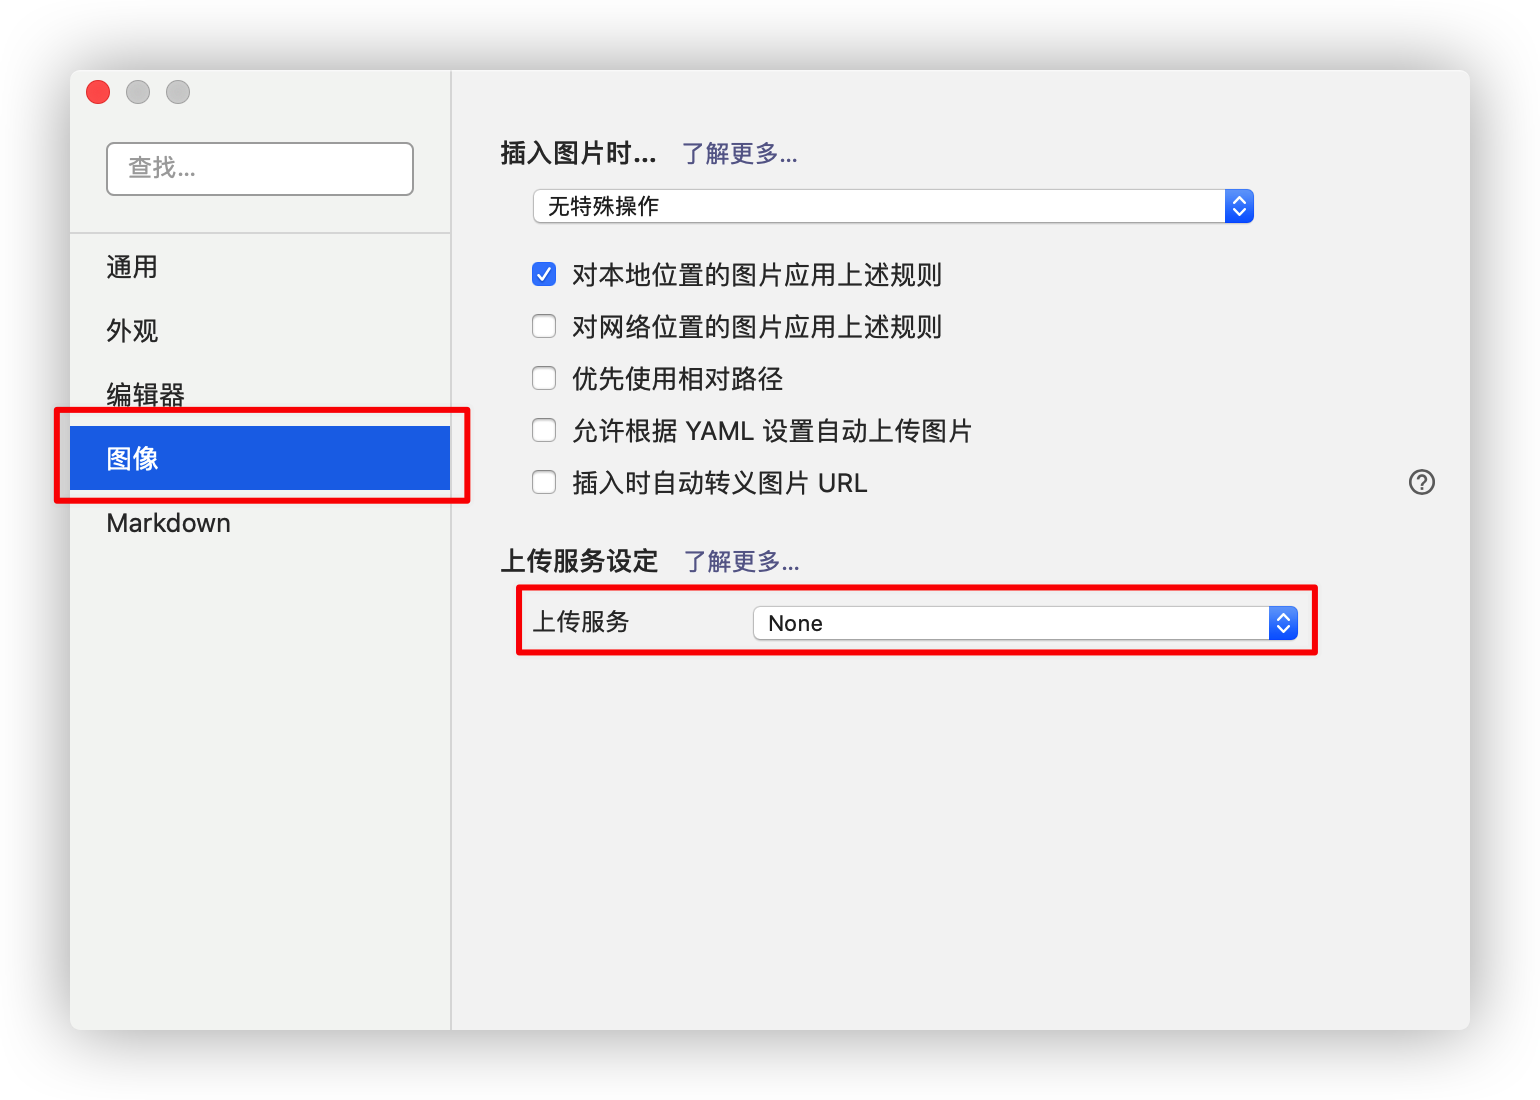 查找...
通用
外观
编辑器
图像
Markdown
插入图片时... 了解更多...
无特殊操作
对本地位置的图片应用上述规则
对网络位置的图片应用上述规则
优先使用相对路径
允许根据 YAML 设置自动上传图片
插入时自动转义图片 URL
?
上传服务设定 了解更多...
上传服务 None